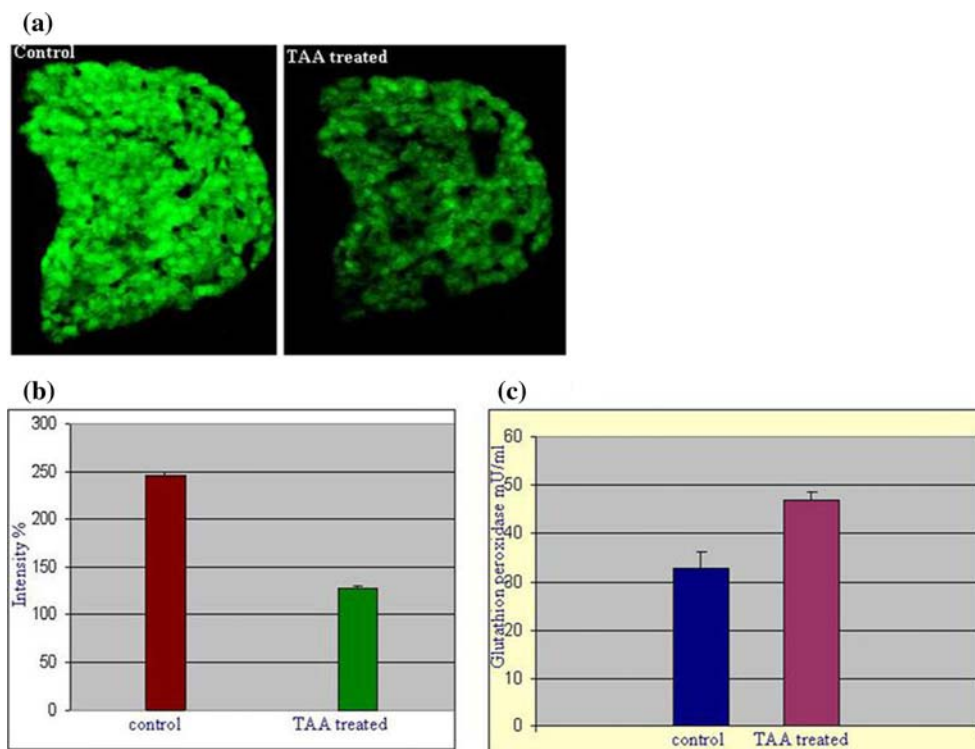 (a)
Control
TAA treated
(b)
300
250
200
150
100
50
0
Intensity %
control
TAA treated
(c)
60
50
40
30
20
10
0
Glutathion peroxidase mU/ml
control
TAA treated